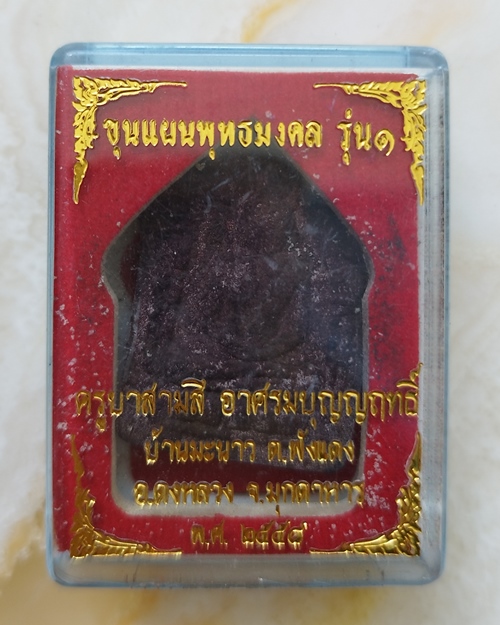 ขุนแผนพุทธมงคล รุ่น๑
ครูบาสามสี อาศรมบุญญฤทธิ์
บ้านมะนาว ต.พังแดง
อ.ดงหลวง จ.มุกดาหาร
พ.ศ. ๒๕๕๘